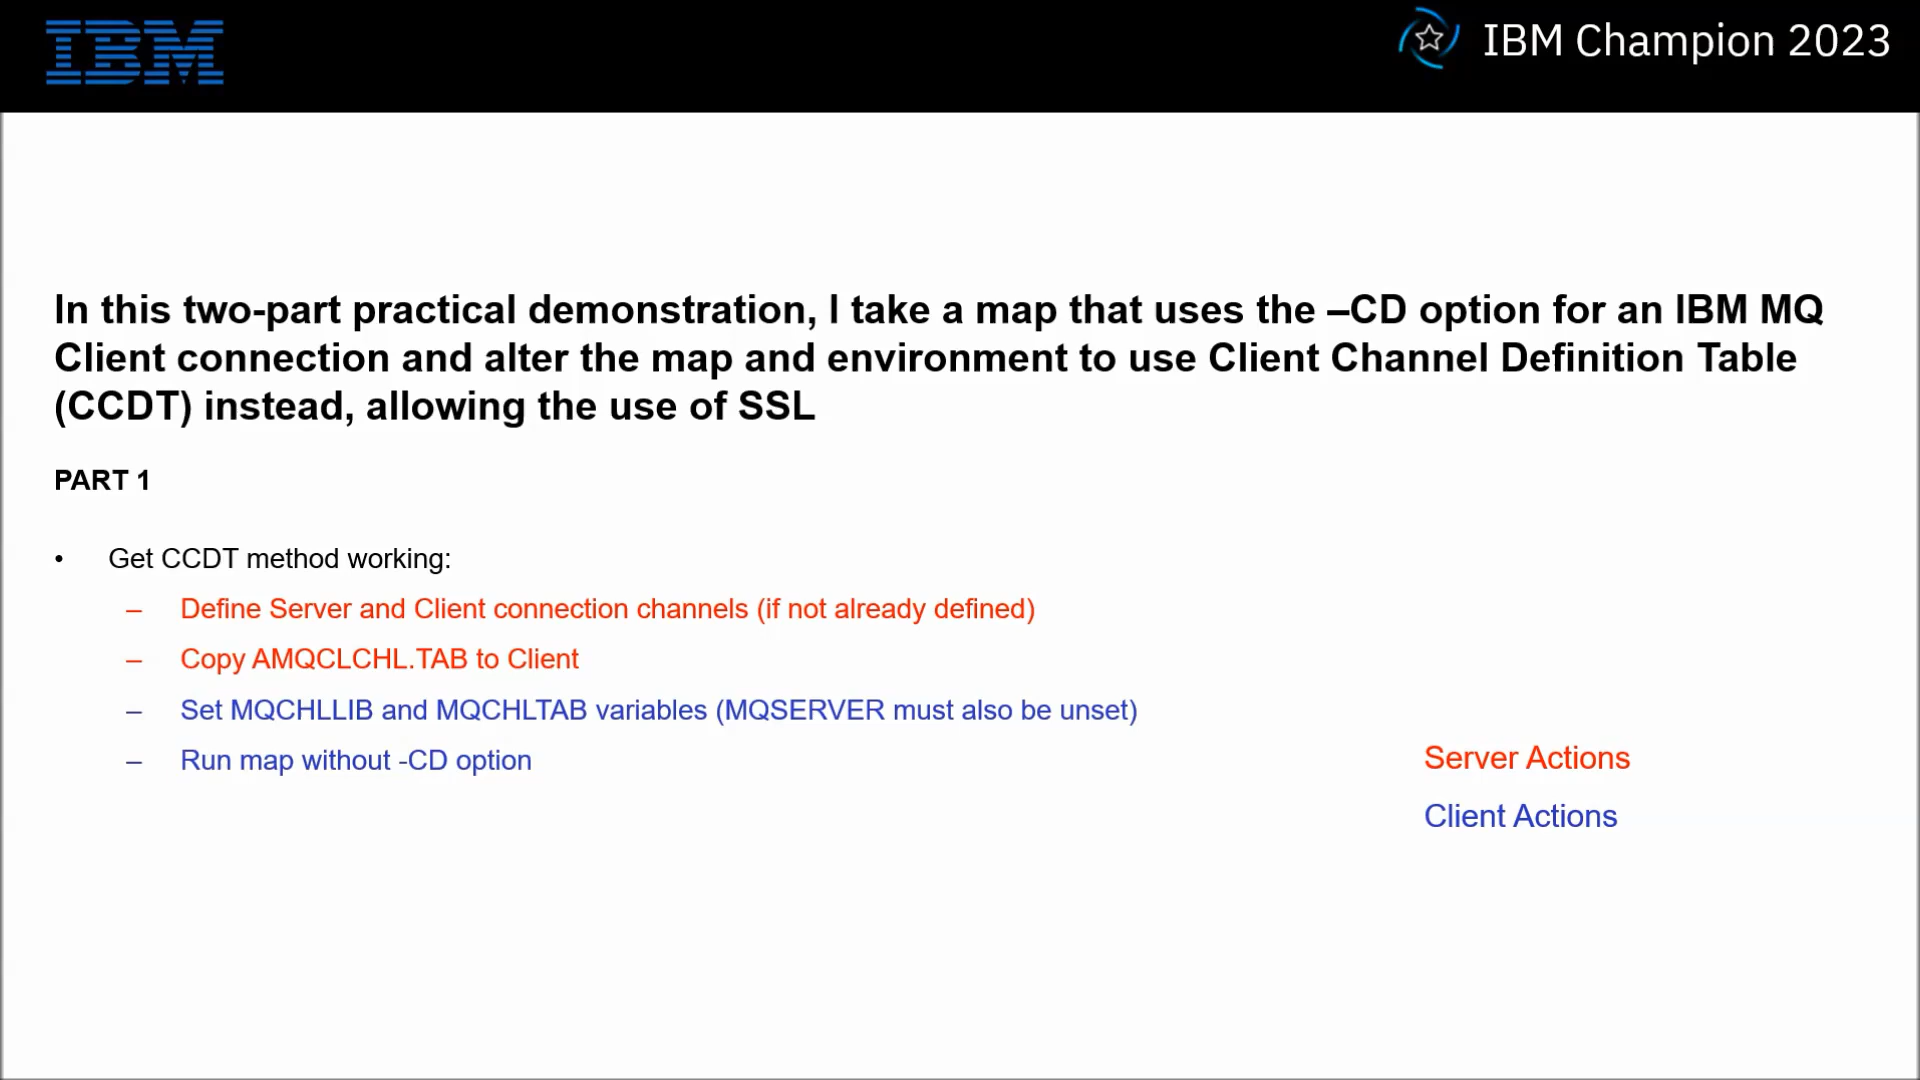 IBM
IBM Champion 2023
In this two-part practical demonstration, I take a map that uses the –CD option for an IBM MQ
Client connection and alter the map and environment to use Client Channel Definition Table
(CCDT) instead, allowing the use of SSL
PART 1
• Get CCDT method working:
– Define Server and Client connection channels (if not already defined)
– Copy AMQCLCHL.TAB to Client
– Set MQCHLLIB and MQCHLTAB variables (MQSERVER must also be unset)
– Run map without -CD option
Server Actions
Client Actions